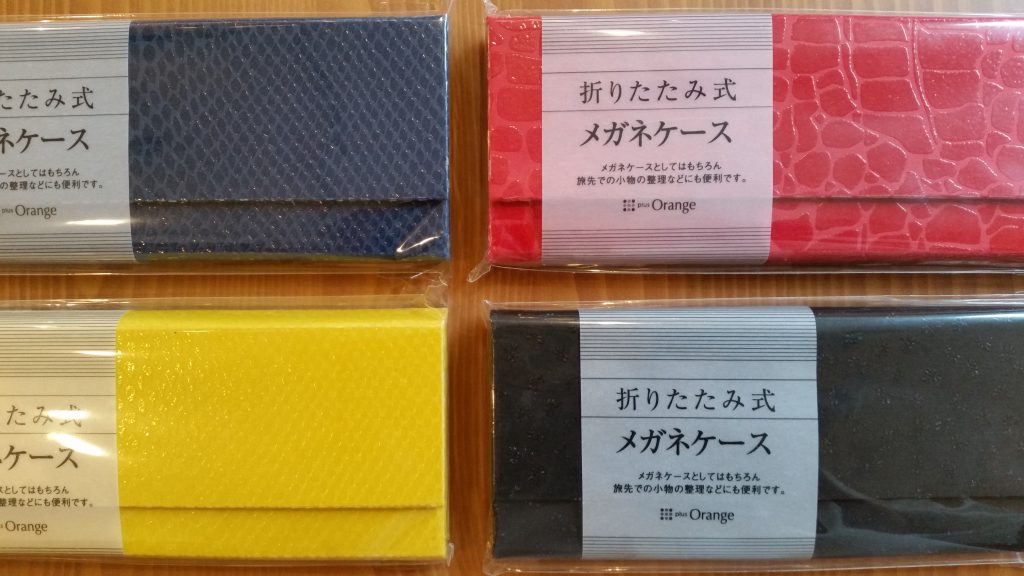 たたみ式
ネケース
ースとしてはもちろん
の整理などにも便利です。
plus Orange
折りたたみ式
メガネケース
メガネケースとしてはもちろん
旅先での小物の整理などにも便利です。
plus Orange
たたみ式
ケース
スとしてはもちろん
の整理などにも便利です。
plus Orange
折りたたみ式
メガネケース
メガネケースとしてはもちろん
旅先での小物の整理などにも便利です。
plus Orange